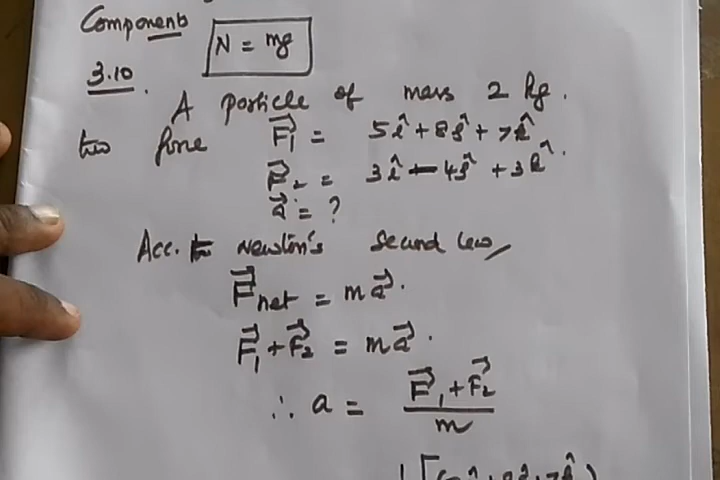 Components
N = mg
3.10.
A particle of mass 2 kg.
two force F⃗₁ = 5î + 8ĵ + 7k̂
F⃗₂ = 3î - 4ĵ + 3k̂.
a⃗ = ?
Acc. to Newton's second law,
F⃗net = ma⃗.
F⃗₁ + F⃗₂ = ma⃗.
∴ a = (F⃗₁ + F⃗₂)/m